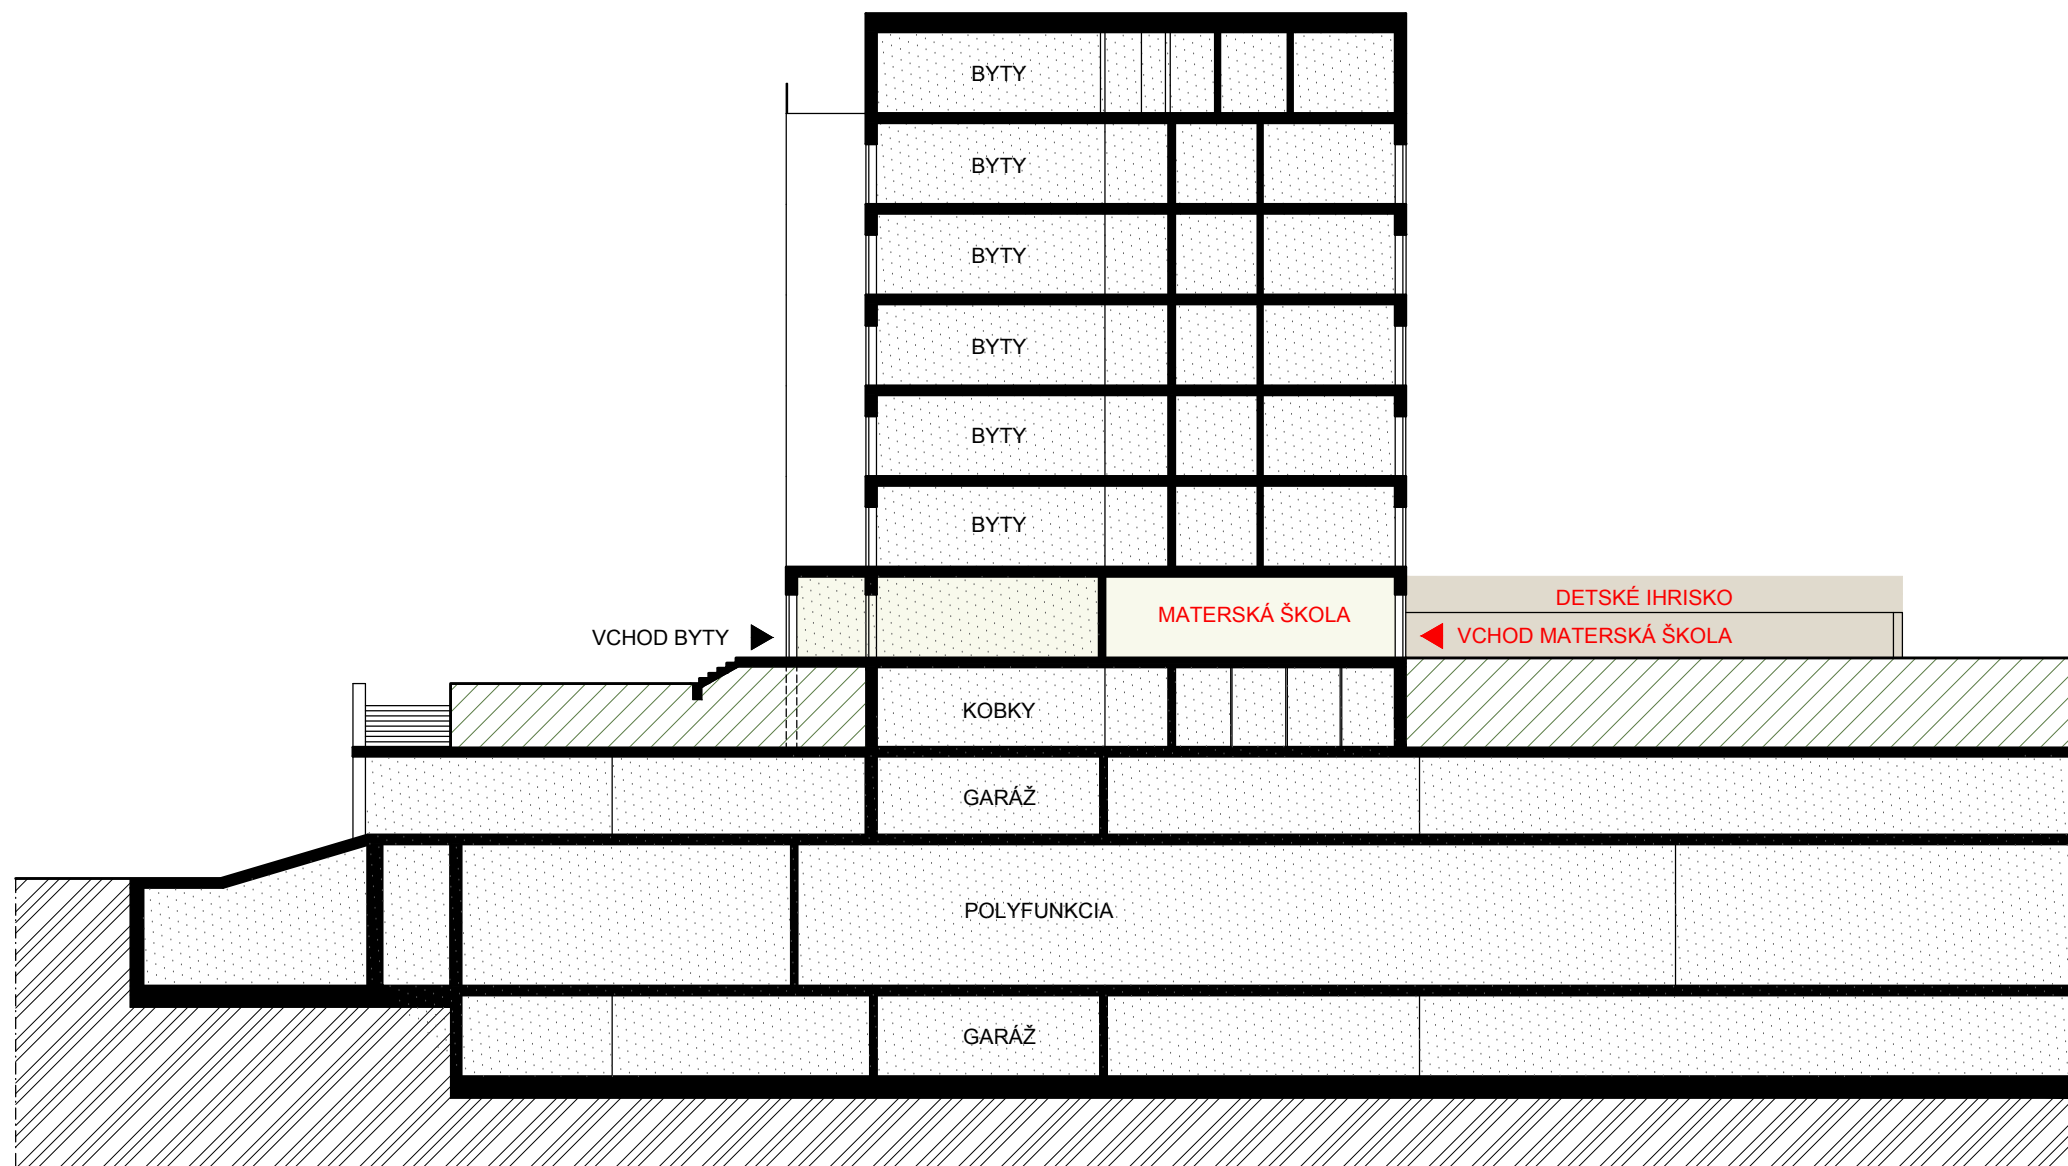 BYTY
BYTY
BYTY
BYTY
BYTY
BYTY
DETSKÉ IHRISKO
MATERSKÁ ŠKOLA
VCHOD BYTY
VCHOD MATERSKÁ ŠKOLA
KOBKY
GARÁŽ
POLYFUNKCIA
GARÁŽ